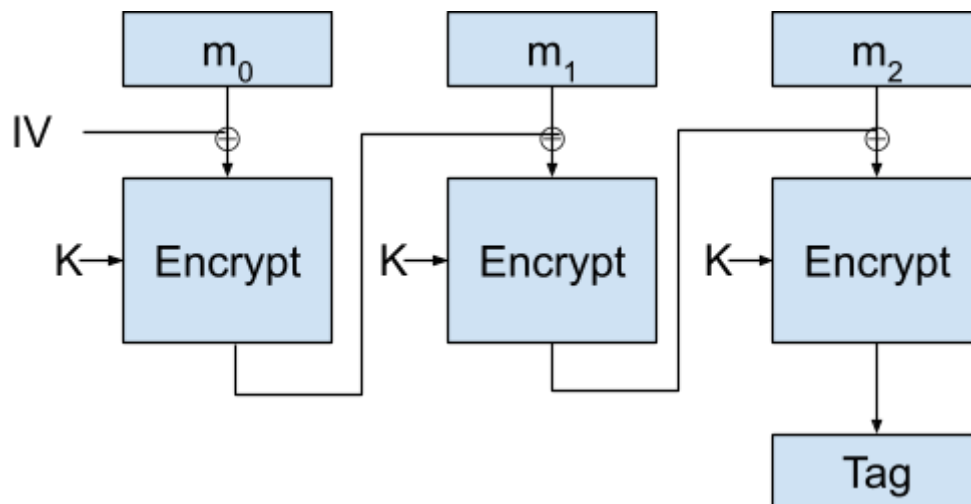 m₀
m₁
m₂
IV
K
Encrypt
K
Encrypt
K
Encrypt
Tag